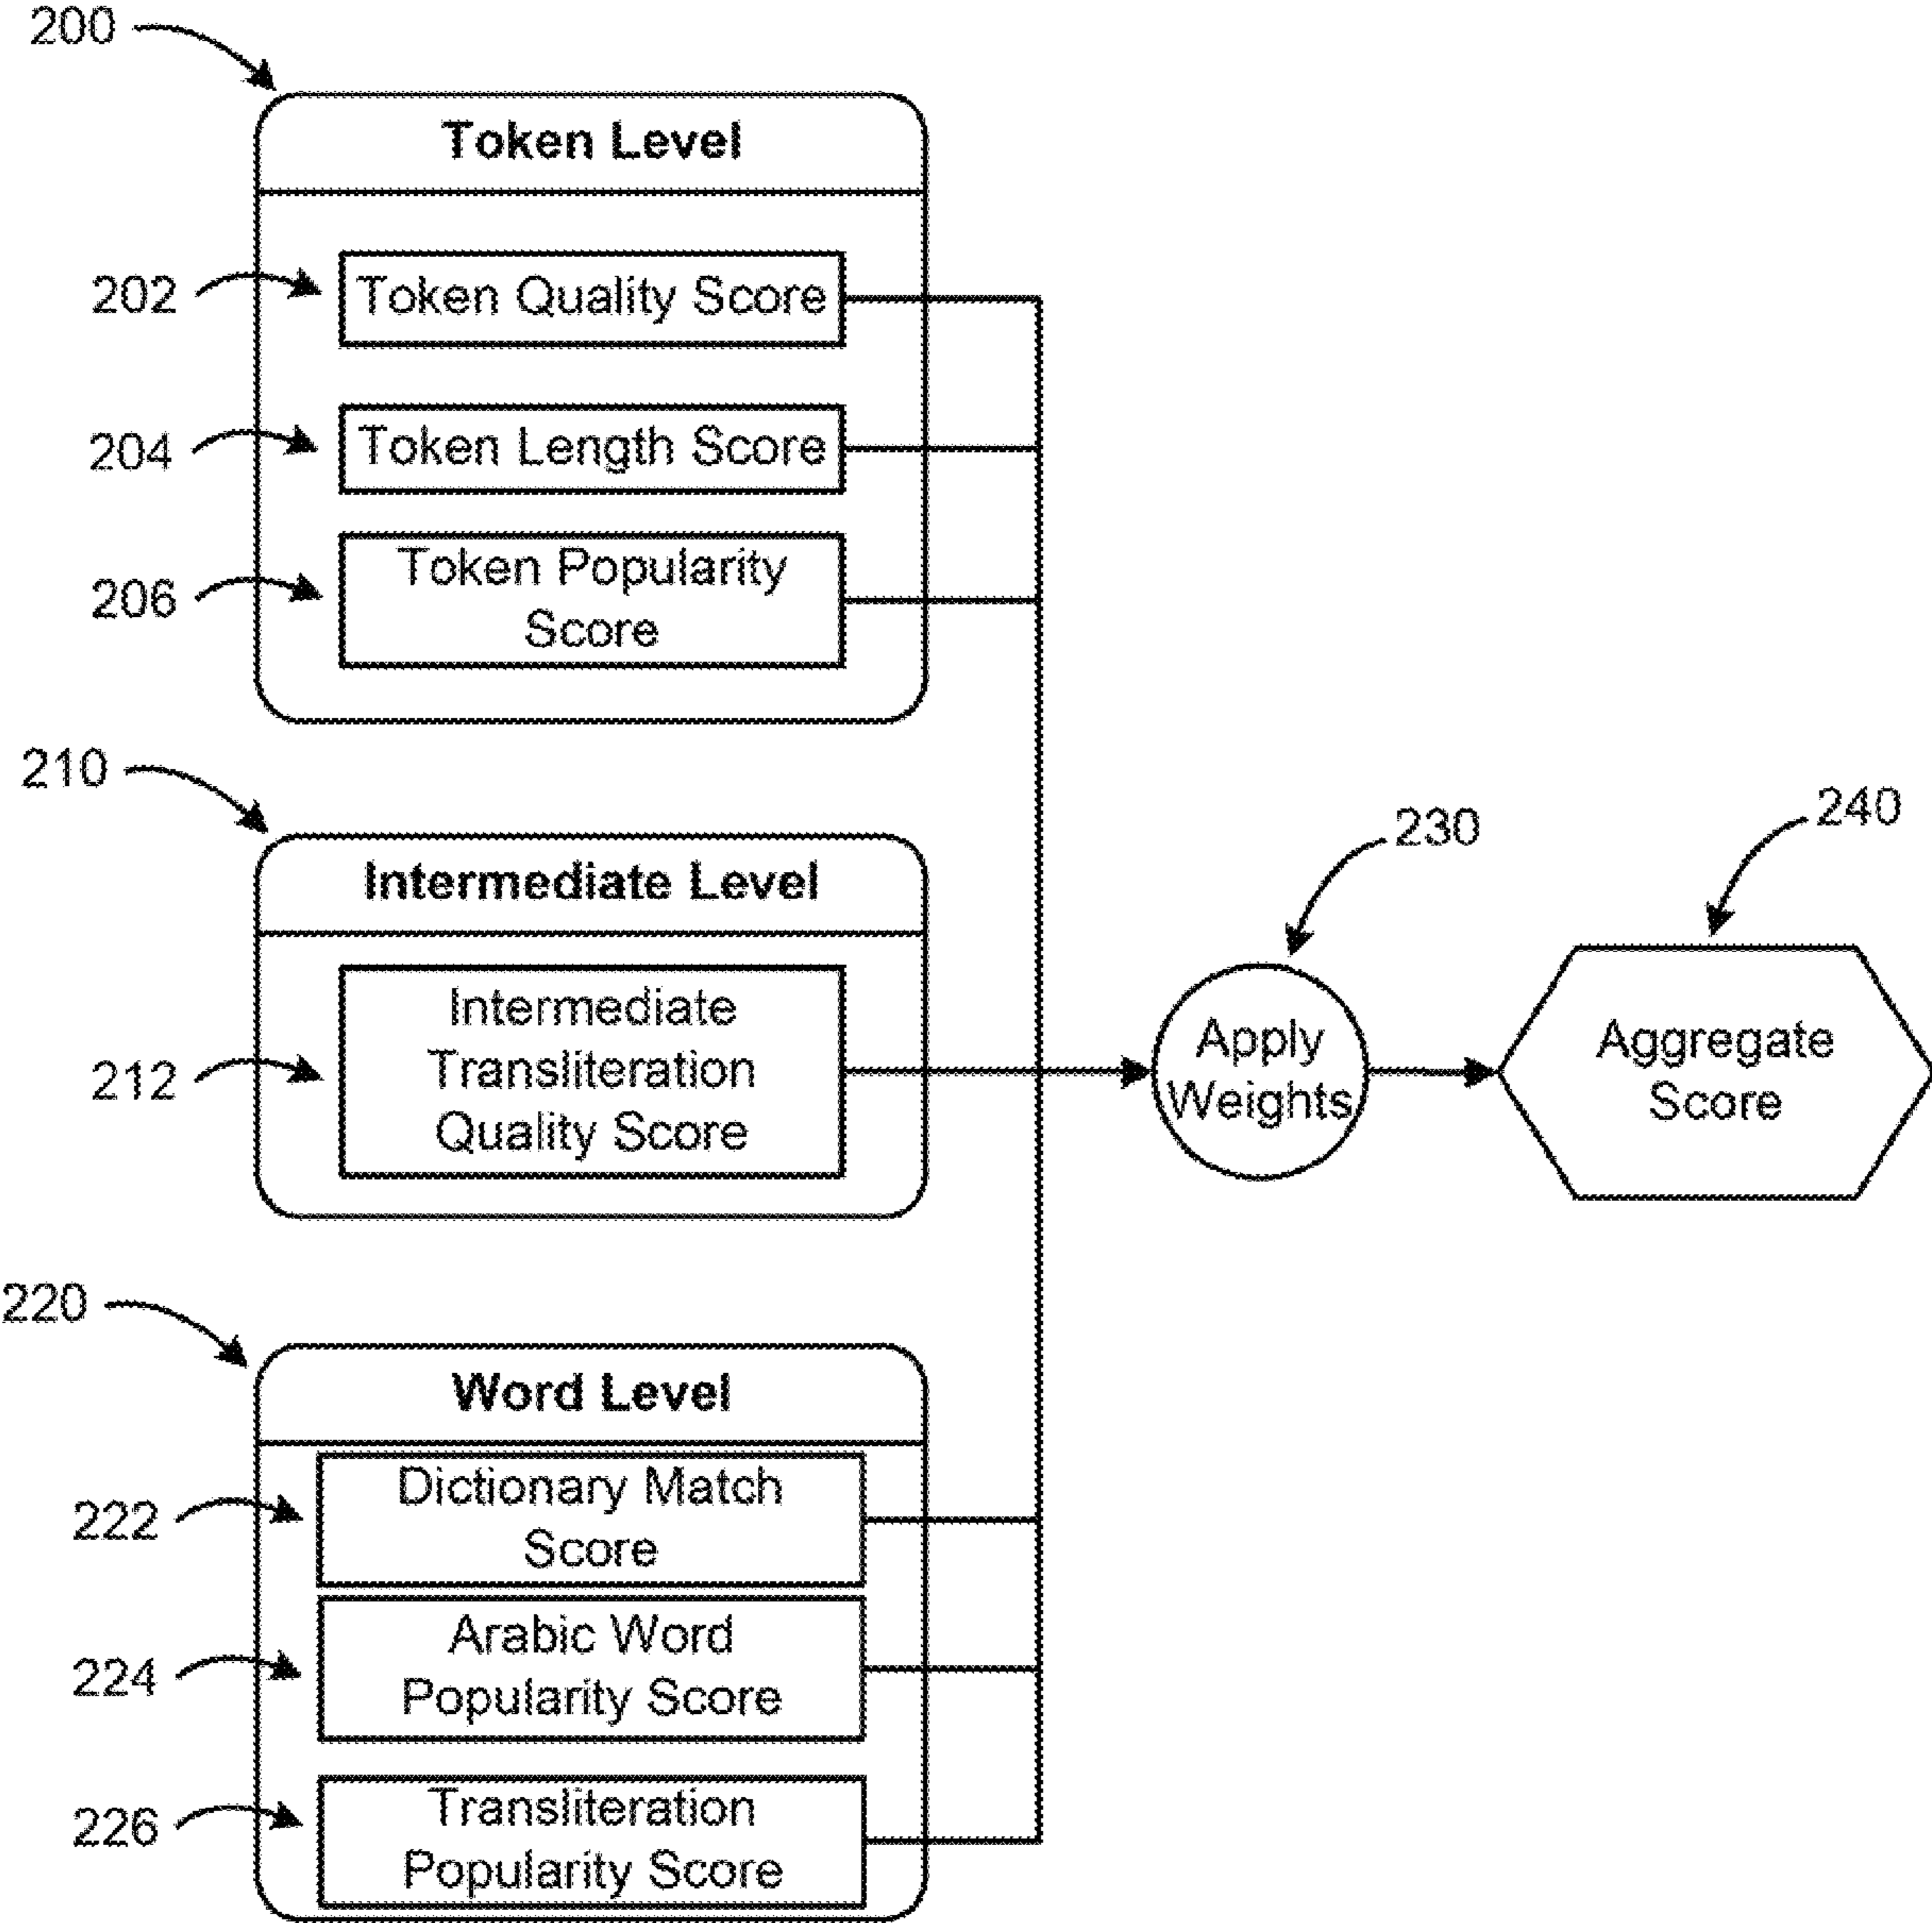 200
Token Level
202
Token Quality Score
204
Token Length Score
206
Token Popularity
Score
210
Intermediate Level
212
Intermediate
Transliteration
Quality Score
220
Word Level
222
Dictionary Match
Score
224
Arabic Word
Popularity Score
226
Transliteration
Popularity Score
230
Apply
Weights
240
Aggregate
Score